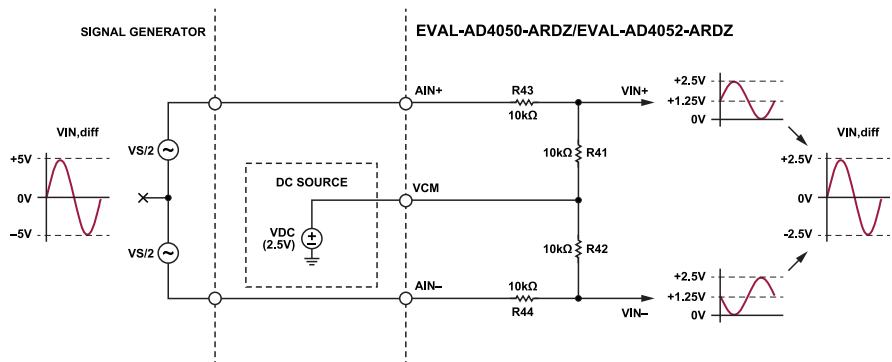 SIGNAL GENERATOR
EVAL-AD4050-ARDZ/EVAL-AD4052-ARDZ
VIN,diff
+5V
0V
–5V
VS/2
VS/2
DC SOURCE
VDC
(2.5V)
AIN+
VCM
AIN–
R43
10kΩ
10kΩ
R41
10kΩ
R42
10kΩ
R44
VIN+
VIN–
+2.5V
+1.25V
0V
+2.5V
+1.25V
0V
VIN,diff
+2.5V
0V
-2.5V